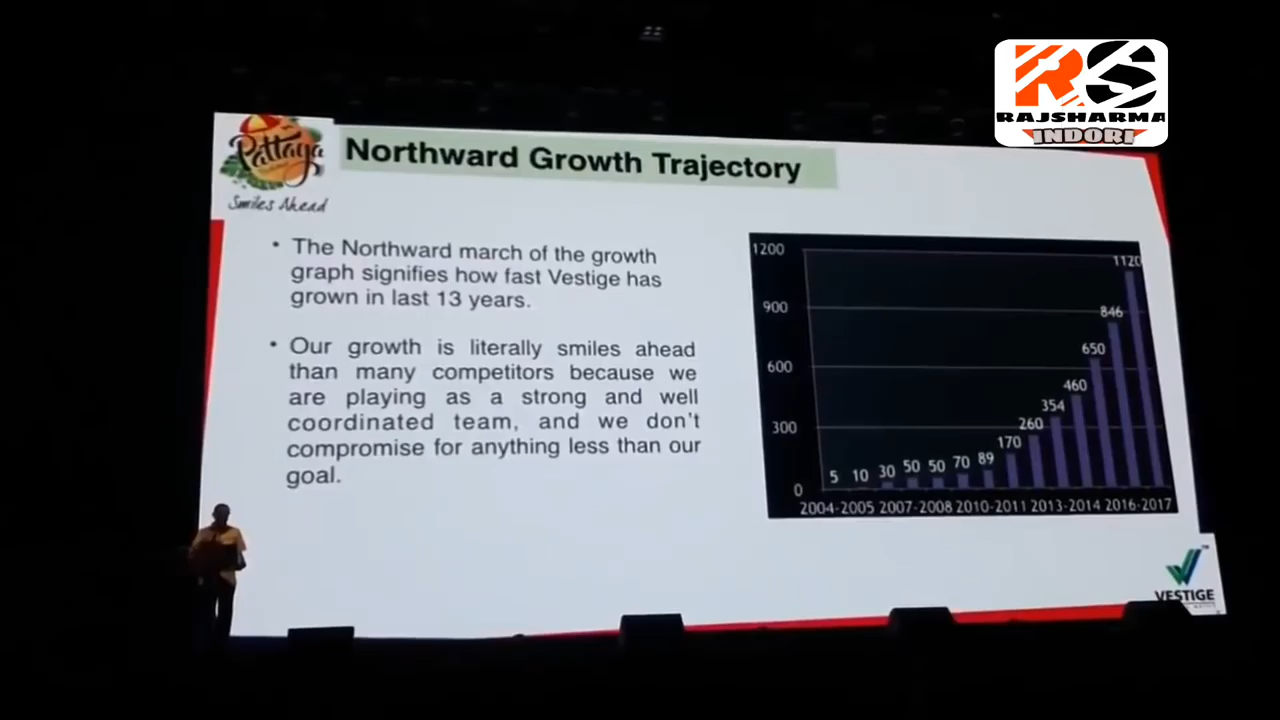 RS
RAJSHARMA
INDORI
Pattaya
Smiles Ahead
Northward Growth Trajectory
• The Northward march of the growth
graph signifies how fast Vestige has
grown in last 13 years.
• Our growth is literally smiles ahead
than many competitors because we
are playing as a strong and well
coordinated team, and we don't
compromise for anything less than our
goal.
1200
900
600
300
0
5 10 30 50 50 70 89 170 260 354 460 650 846 1120
2004-2005 2007-2008 2010-2011 2013-2014 2016-2017
VESTIGE